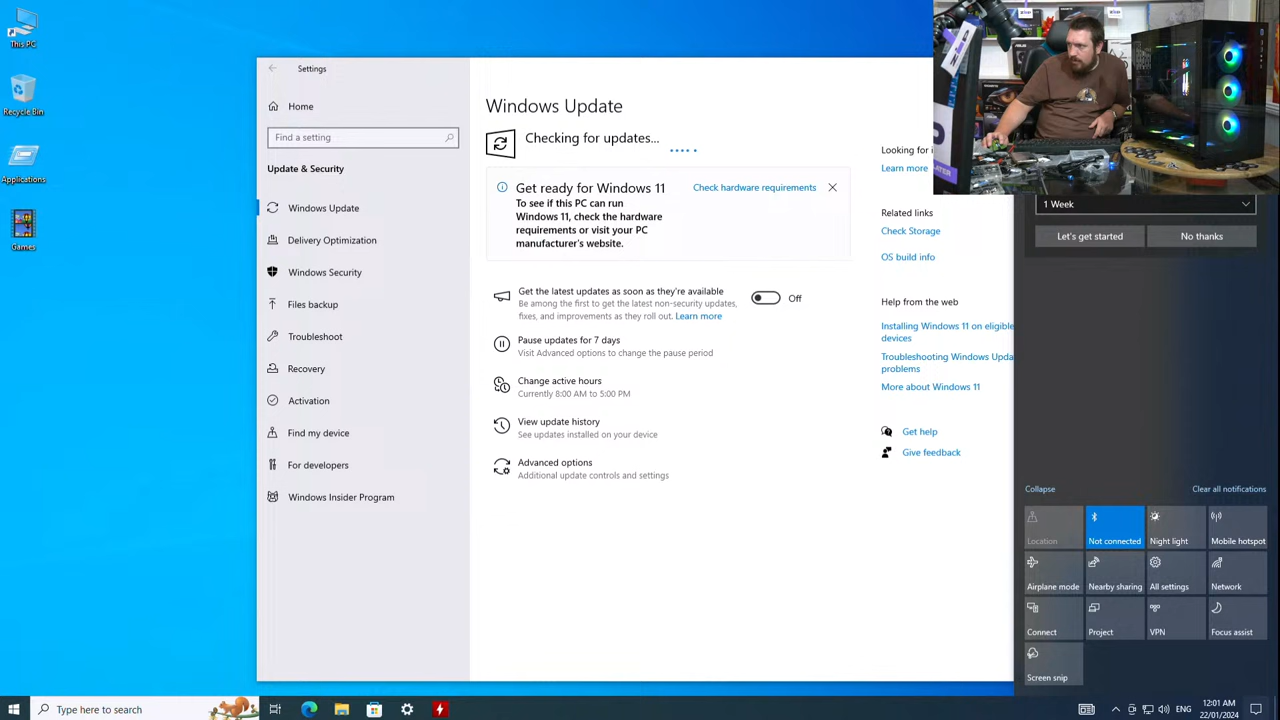 This PC
Recycle Bin
Applications
Games
Settings
Home
Find a setting
Update & Security
Windows Update
Delivery Optimization
Windows Security
Files backup
Troubleshoot
Recovery
Activation
Find my device
For developers
Windows Insider Program
Windows Update
Checking for updates...
Get ready for Windows 11
Check hardware requirements
To see if this PC can run
Windows 11, check the hardware
requirements or visit your PC
manufacturer's website.
Get the latest updates as soon as they're available
Be among the first to get the latest non-security updates,
fixes, and improvements as they roll out. Learn more
Off
Pause updates for 7 days
Visit Advanced options to change the pause period
Change active hours
Currently 8:00 AM to 5:00 PM
View update history
See updates installed on your device
Advanced options
Additional update controls and settings
Looking for i
Learn more
Related links
Check Storage
OS build info
Help from the web
Installing Windows 11 on eligible
devices
Troubleshooting Windows Upda
problems
More about Windows 11
Get help
Give feedback
1 Week
Let's get started
No thanks
Collapse
Clear all notifications
Location
Not connected
Night light
Mobile hotspot
Airplane mode
Nearby sharing
All settings
Network
Connect
Project
VPN
Focus assist
Screen snip
Type here to search
ENG
12:01 AM
22/01/2024